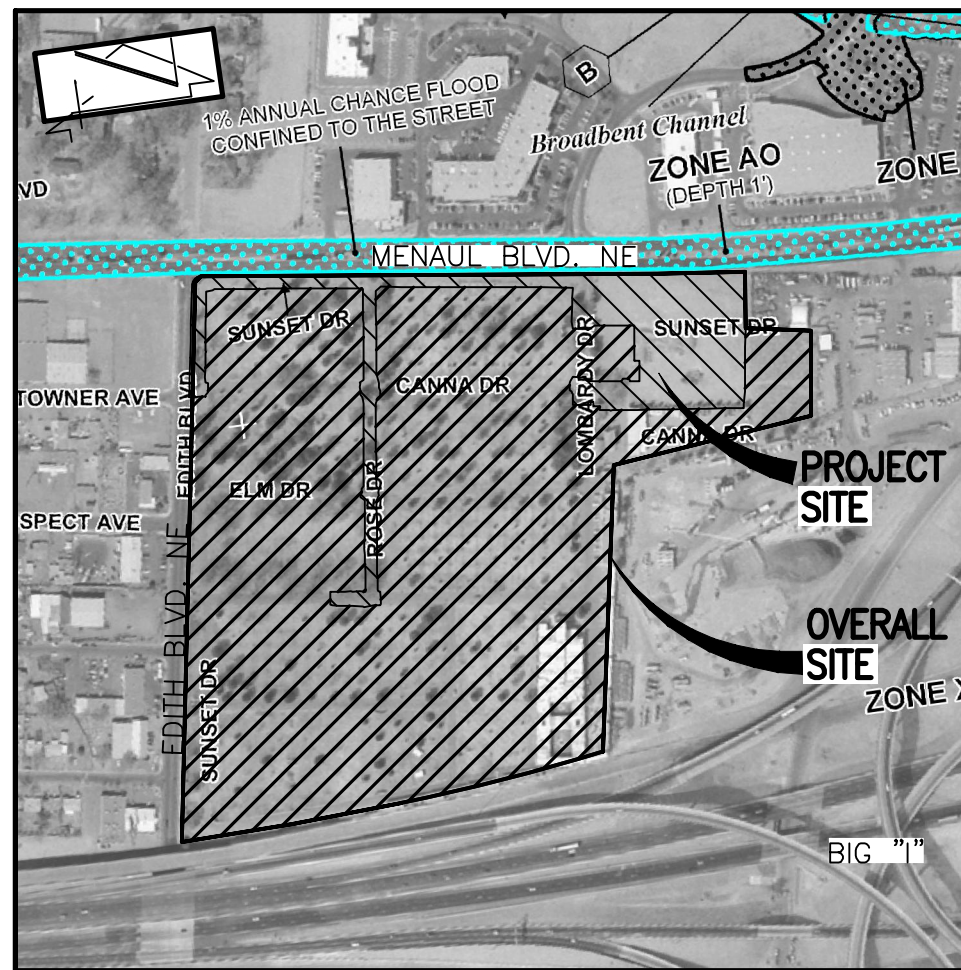 1% ANNUAL CHANCE FLOOD
CONFINED TO THE STREET
B
Broadbent Channel
ZONE AO
(DEPTH 1')
ZONE
VD
MENAUL BLVD. NE
SUNSET DR
SUNSET DR
TOWNER AVE
EDITH BLVD
CANNA DR
LOMBARDY DR
CANNA DR
PROJECT
SITE
ELM DR
ROSE DR
SPECT AVE
EDITH BLVD. NE
SUNSET DR
OVERALL
SITE
ZONE X
BIG "I"